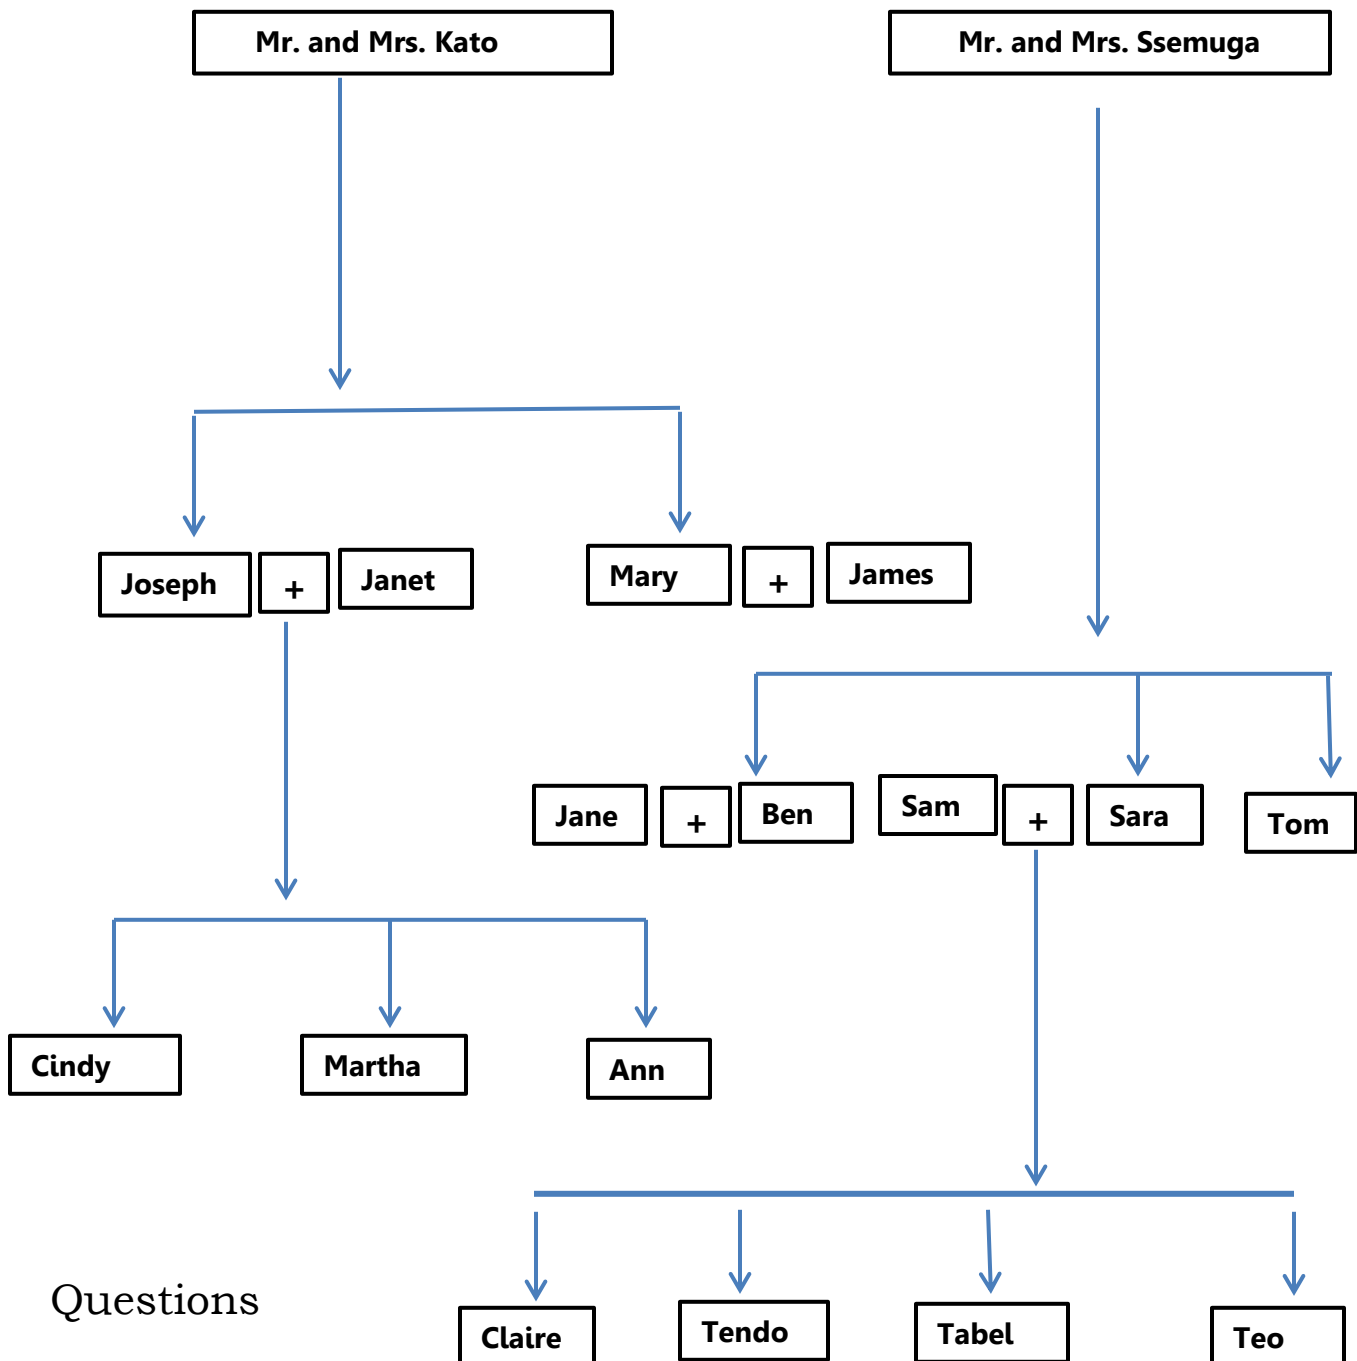 Mr. and Mrs. Kato
Mr. and Mrs. Ssemuga
Joseph + Janet
Mary + James
Jane + Ben
Sam + Sara
Tom
Cindy
Martha
Ann
Questions
Claire
Tendo
Tabel
Teo